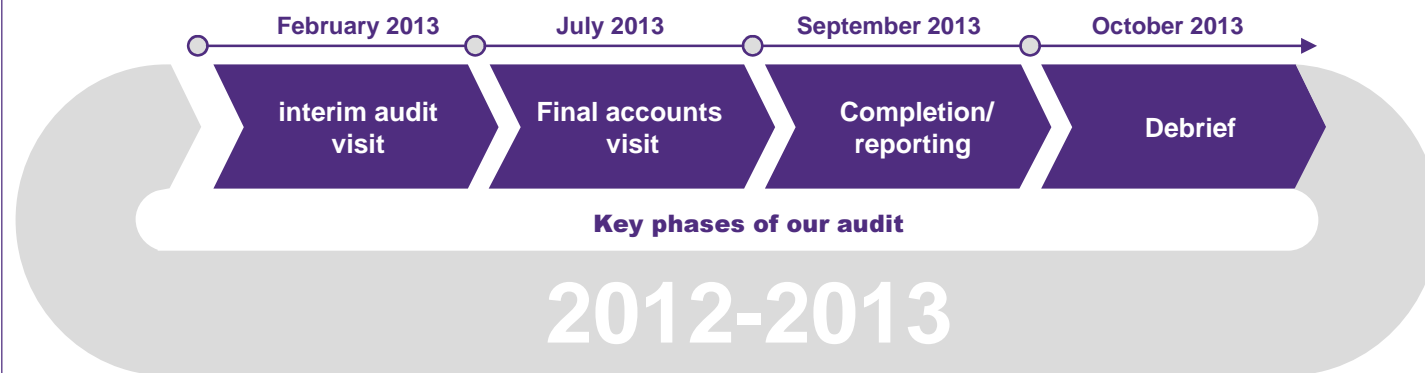 February 2013 July 2013 September 2013 October 2013
interim audit
visit
Final accounts
visit
Completion/
reporting
Debrief
Key phases of our audit
2012-2013